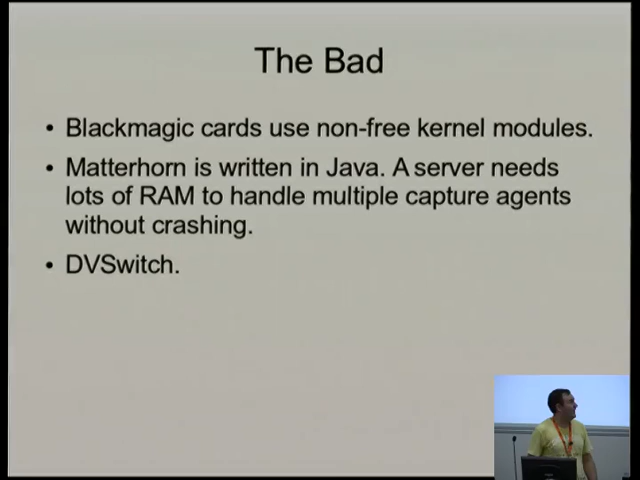 The Bad
• Blackmagic cards use non-free kernel modules.
• Matterhorn is written in Java. A server needs
lots of RAM to handle multiple capture agents
without crashing.
• DVSwitch.